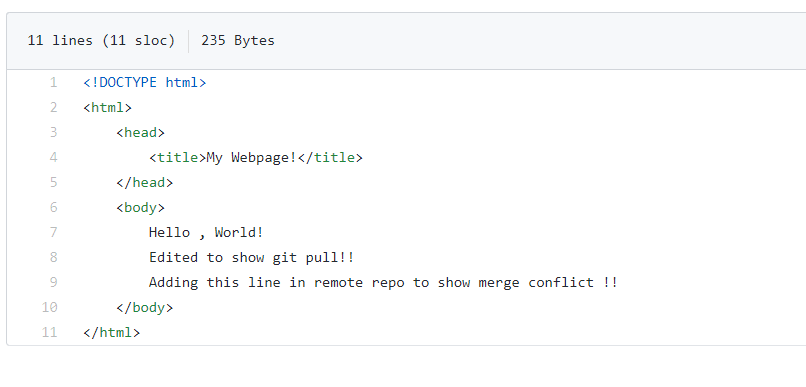 11 lines (11 sloc) 235 Bytes
1 <!DOCTYPE html>
2 <html>
3 <head>
4 <title>My Webpage!</title>
5 </head>
6 <body>
7 Hello , World!
8 Edited to show git pull!!
9 Adding this line in remote repo to show merge conflict !!
10 </body>
11 </html>